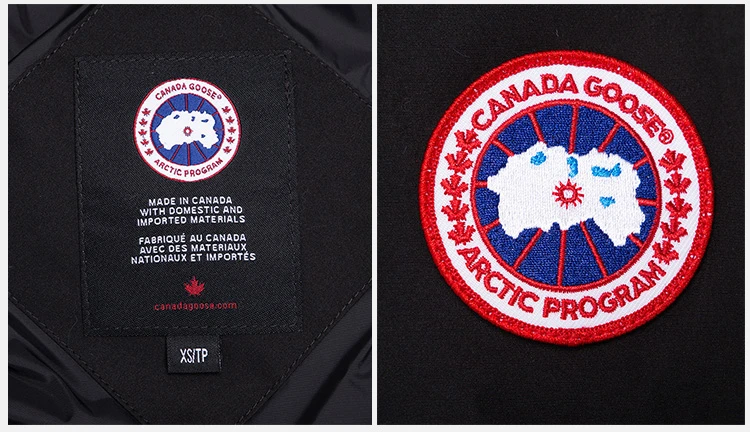 CANADA GOOSE®
ARCTIC PROGRAM
MADE IN CANADA
WITH DOMESTIC AND
IMPORTED MATERIALS
FABRIQUÉ AU CANADA
AVEC DES MATERIAUX
NATIONAUX ET IMPORTÉS
canadagoose.com
XS/TP
CANADA GOOSE®
ARCTIC PROGRAM